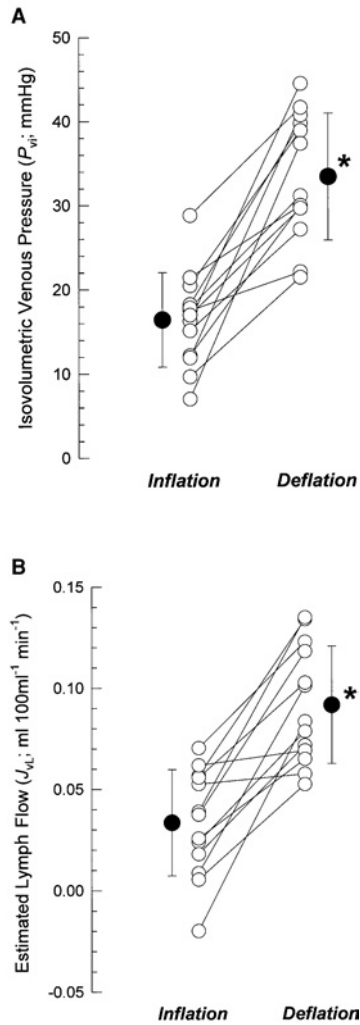 A
Isovolumetric Venous Pressure (Pvi; mmHg)
50
40
30
20
10
0
*
Inflation Deflation
B
Estimated Lymph Flow (JvL; ml 100ml⁻¹ min⁻¹)
0.15
0.10
0.05
0.00
-0.05
*
Inflation Deflation